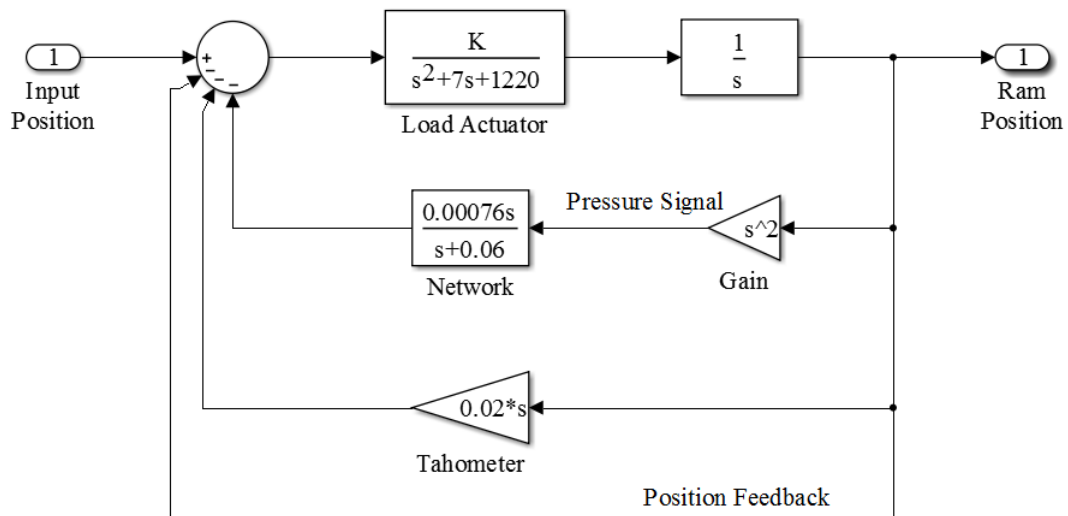 1
Input
Position
+
−
−
−
K
s2+7s+1220
Load Actuator
1
s
1
Ram
Position
0.00076s
s+0.06
Network
Pressure Signal
s^2
Gain
0.02*s
Tahometer
Position Feedback